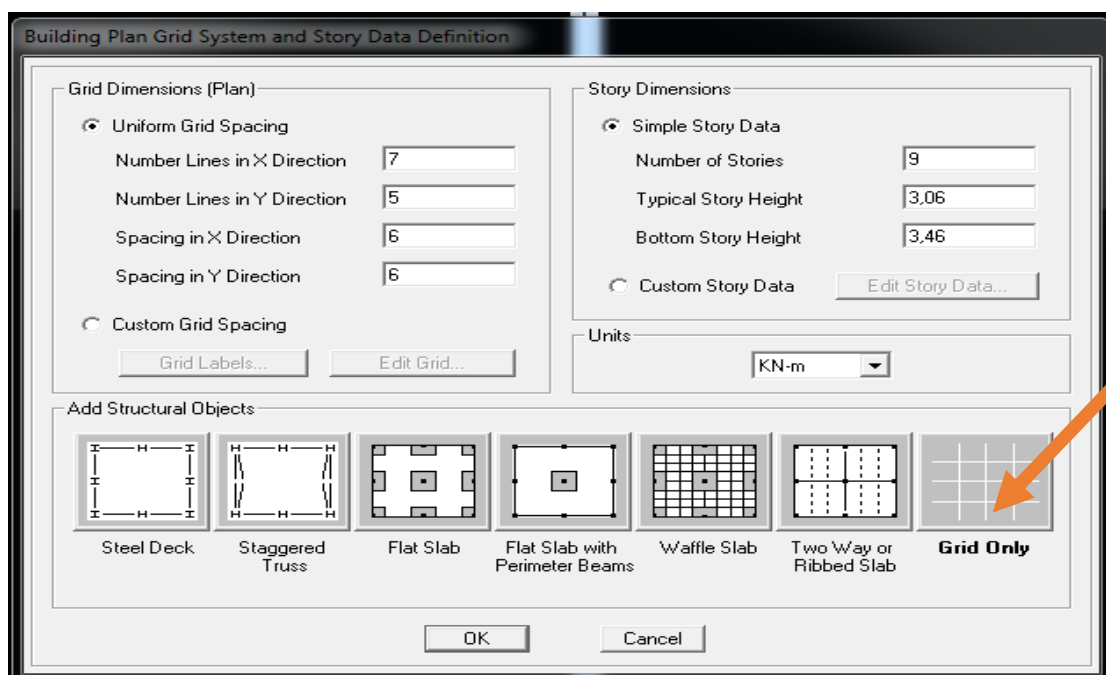 Building Plan Grid System and Story Data Definition
Grid Dimensions (Plan)
Uniform Grid Spacing
Number Lines in X Direction 7
Number Lines in Y Direction 5
Spacing in X Direction 6
Spacing in Y Direction 6
Custom Grid Spacing
Grid Labels... Edit Grid...
Story Dimensions
Simple Story Data
Number of Stories 9
Typical Story Height 3,06
Bottom Story Height 3,46
Custom Story Data Edit Story Data...
Units
KN-m
Add Structural Objects
Steel Deck
Staggered
Truss
Flat Slab
Flat Slab with
Perimeter Beams
Waffle Slab
Two Way or
Ribbed Slab
Grid Only
OK Cancel